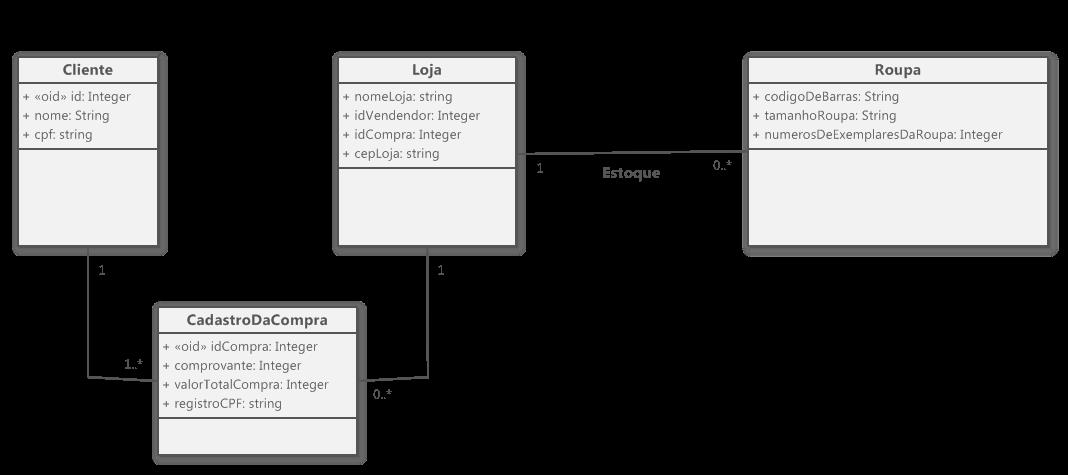 Cliente
+ «oid» id: Integer
+ nome: String
+ cpf: string
Loja
+ nomeLoja: string
+ idVendendor: Integer
+ idCompra: Integer
+ cepLoja: string
Roupa
+ codigoDeBarras: String
+ tamanhoRoupa: String
+ numerosDeExemplaresDaRoupa: Integer
1
Estoque
0..*
1
1
CadastroDaCompra
+ «oid» idCompra: Integer
+ comprovante: Integer
+ valorTotalCompra: Integer
+ registroCPF: string
1..*
0..*